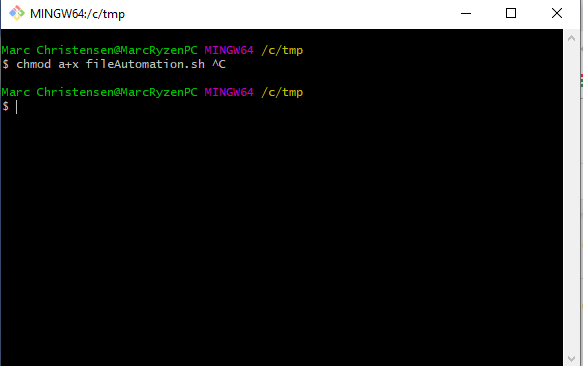 MINGW64:/c/tmp
Marc Christensen@MarcRyzenPC MINGW64 /c/tmp
$ chmod a+x fileAutomation.sh ^C
Marc Christensen@MarcRyzenPC MINGW64 /c/tmp
$